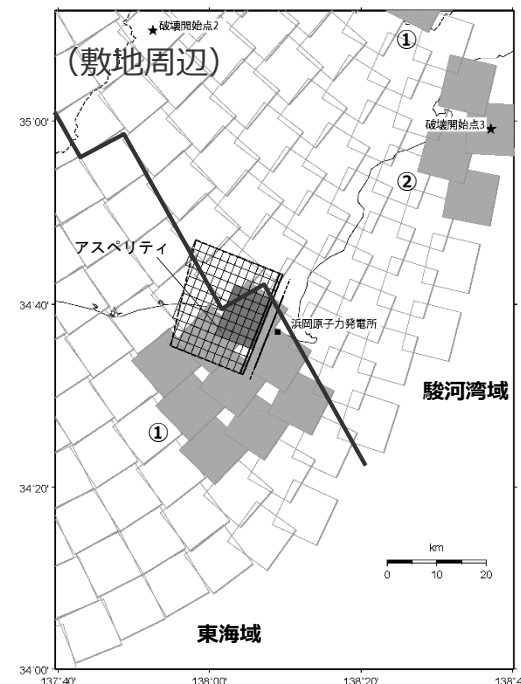 破壊開始点2
①
（敷地周辺）
35°00'
破壊開始点3
②
アスペリティ
34°40'
浜岡原子力発電所
駿河湾域
①
34°20'
km
0 10 20
東海域
34°00'
137°40' 138°00' 138°20' 138°4